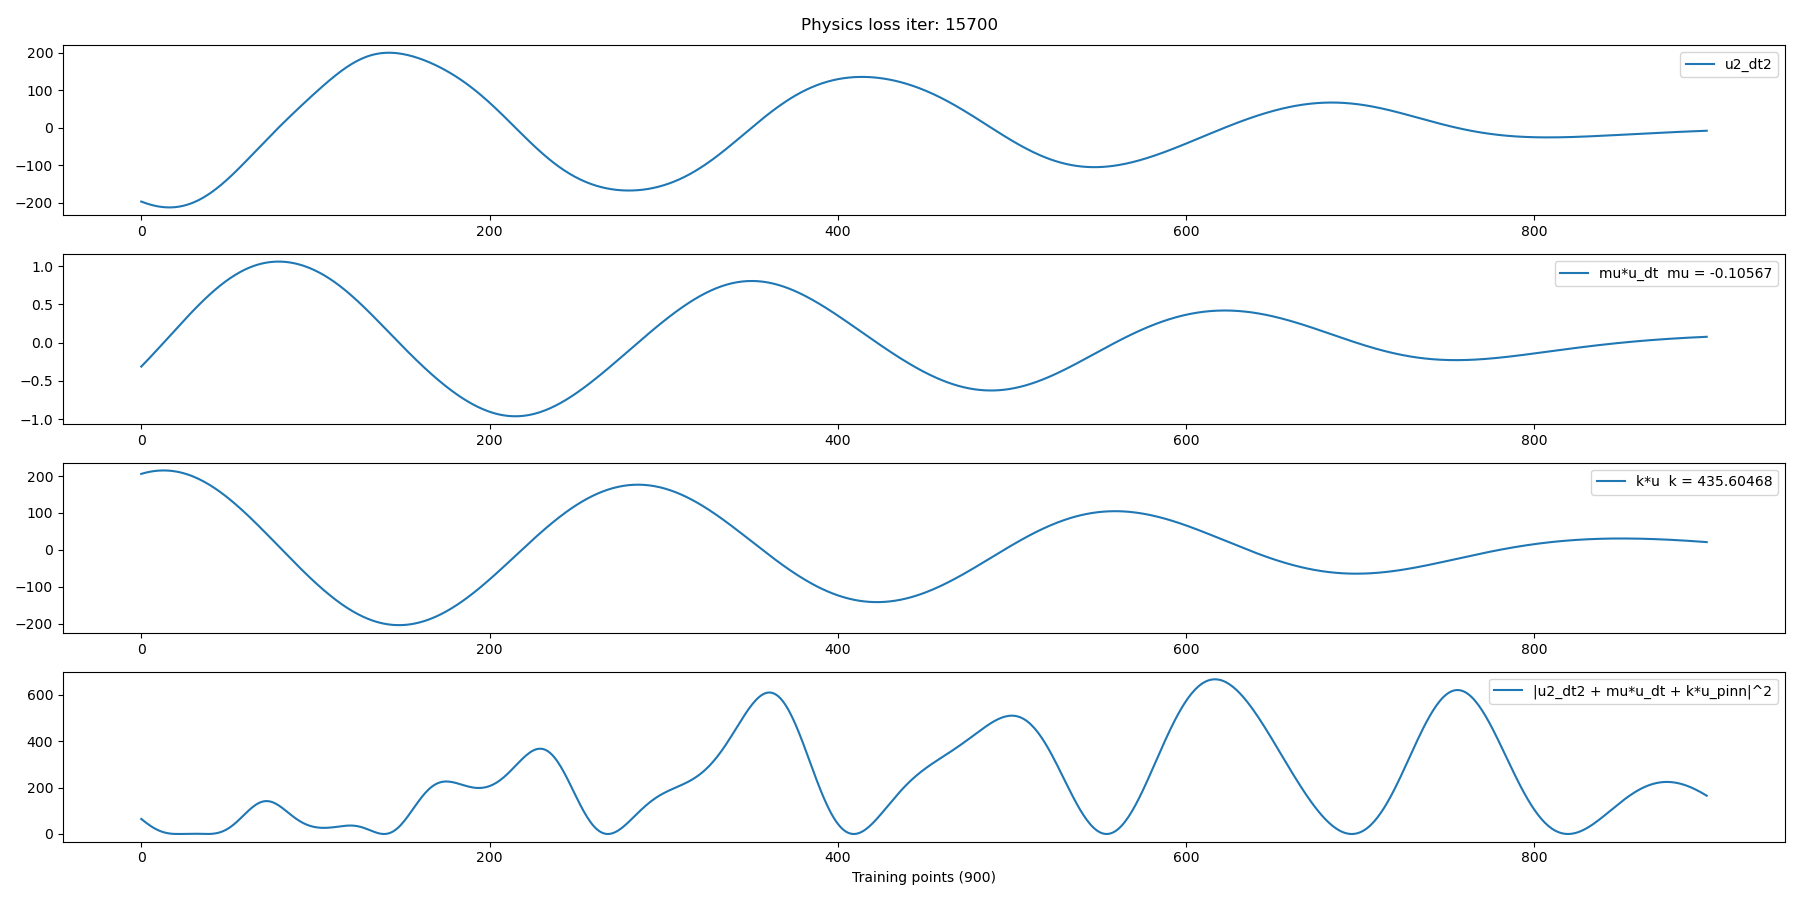 Physics loss iter: 15700
200
100
0
−100
−200
u2_dt2
0 200 400 600 800
1.0
0.5
0.0
−0.5
−1.0
mu*u_dt  mu = -0.10567
0 200 400 600 800
200
100
0
−100
−200
k*u  k = 435.60468
0 200 400 600 800
600
400
200
0
|u2_dt2 + mu*u_dt + k*u_pinn|^2
0 200 400 600 800
Training points (900)